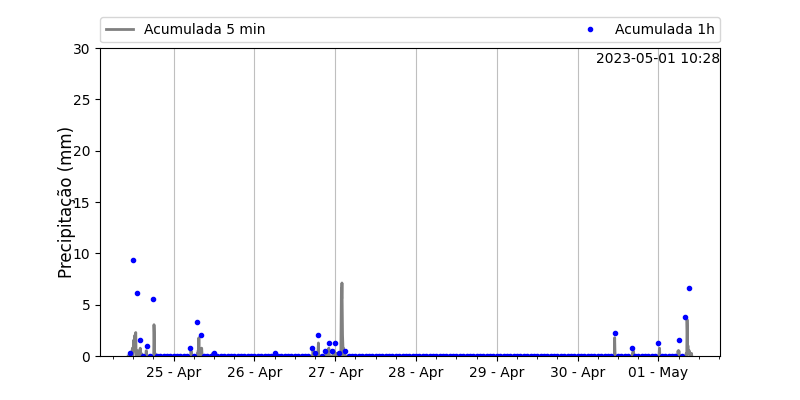 Acumulada 5 min
Acumulada 1h
2023-05-01 10:28
Precipitação (mm)
30
25
20
15
10
5
0
25 - Apr
26 - Apr
27 - Apr
28 - Apr
29 - Apr
30 - Apr
01 - May